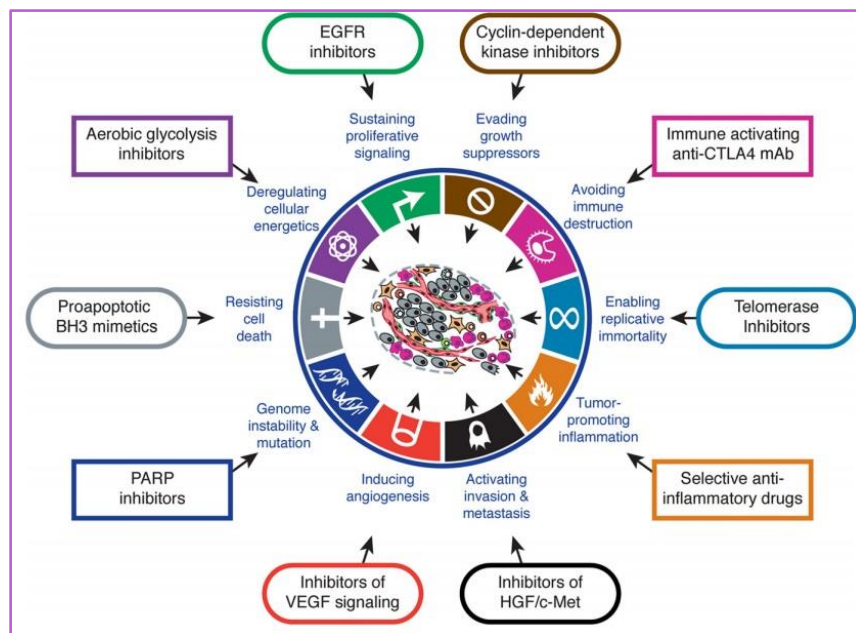 EGFR
inhibitors
Cyclin-dependent
kinase inhibitors
Sustaining
proliferative
signaling
Evading
growth
suppressors
Aerobic glycolysis
inhibitors
Immune activating
anti-CTLA4 mAb
Deregulating
cellular
energetics
Avoiding
immune
destruction
Proapoptotic
BH3 mimetics
Resisting
cell
death
Enabling
replicative
immortality
Telomerase
Inhibitors
Genome
instability &
mutation
Tumor-
promoting
inflammation
PARP
inhibitors
Inducing
angiogenesis
Activating
invasion &
metastasis
Selective anti-
inflammatory drugs
Inhibitors of
VEGF signaling
Inhibitors of
HGF/c-Met